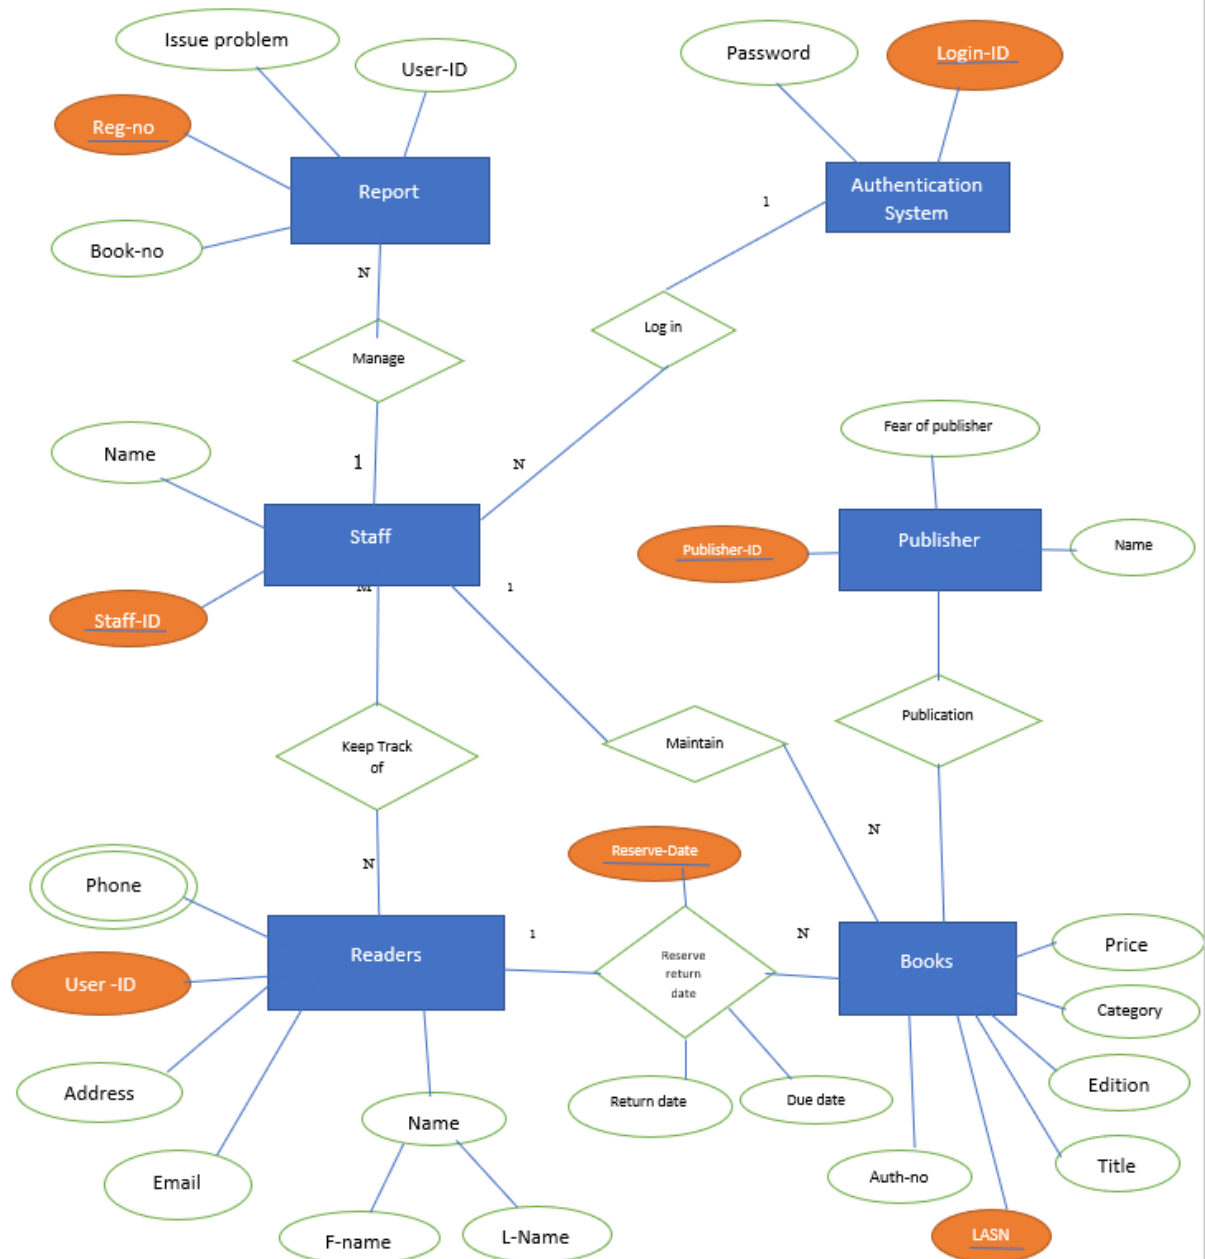 Issue problem
User-ID
Password
Login-ID
Reg-no
Report
Authentication
System
1
Book-no
N
Log in
Manage
Name
1
N
Fear of publisher
Staff
Publisher
Publisher-ID
Name
M
1
Staff-ID
Keep Track
of
Maintain
Publication
N
Reserve-Date
N
Phone
1
N
Readers
Reserve
return
date
Books
Price
User -ID
Category
Address
Return date
Due date
Edition
Name
Email
Auth-no
Title
F-name
L-Name
LASN